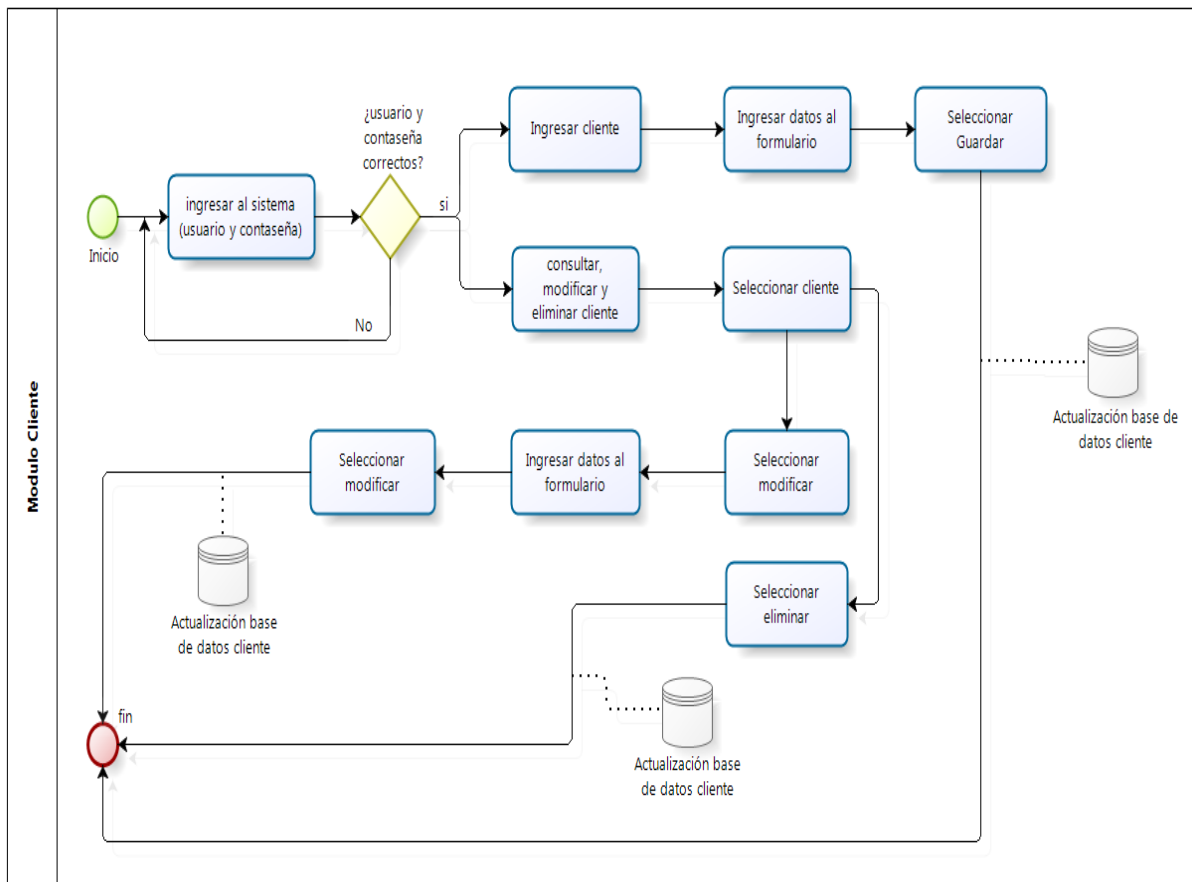 Modulo Cliente
¿usuario y
contaseña
correctos?
Inicio
ingresar al sistema
(usuario y contaseña)
si
No
Ingresar cliente
Ingresar datos al
formulario
Seleccionar
Guardar
consultar,
modificar y
eliminar cliente
Seleccionar cliente
Actualización base de
datos cliente
Seleccionar
modificar
Ingresar datos al
formulario
Seleccionar
modificar
Actualización base
de datos cliente
Seleccionar
eliminar
Actualización base
de datos cliente
fin